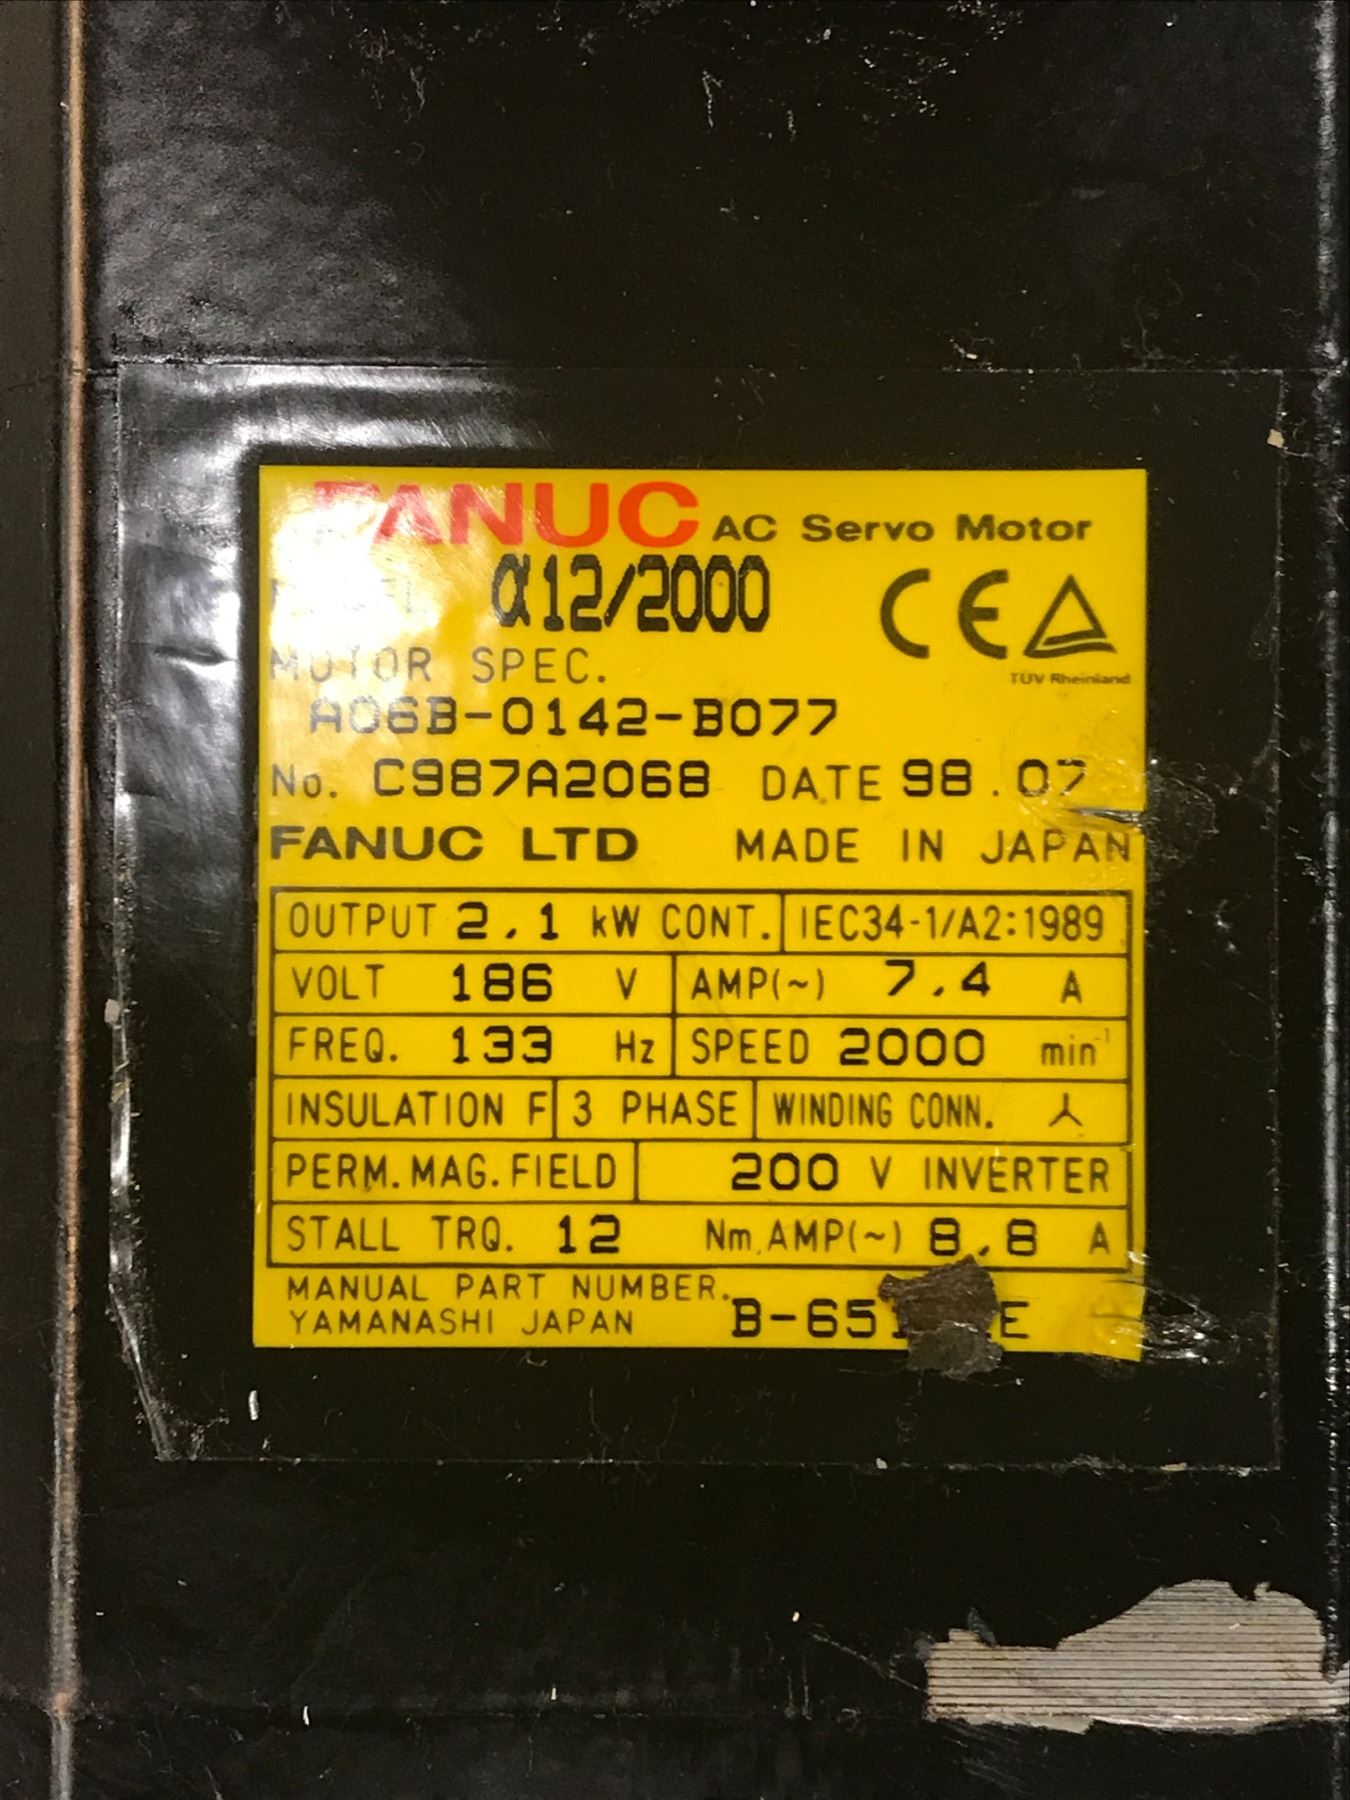 FANUC AC Servo Motor
MODEL α12/2000
CE
TÜV Rheinland
MOTOR SPEC.
A06B-0142-B077
No. C987A2068 DATE 98.07
FANUC LTD MADE IN JAPAN
OUTPUT 2.1 kW CONT. IEC34-1/A2:1989
VOLT 186 V AMP(~) 7.4 A
FREQ. 133 Hz SPEED 2000 min⁻¹
INSULATION F 3 PHASE WINDING CONN. ⅄
PERM.MAG.FIELD 200 V INVERTER
STALL TRQ. 12 Nm,AMP(~) 8.8 A
MANUAL PART NUMBER.
YAMANASHI JAPAN